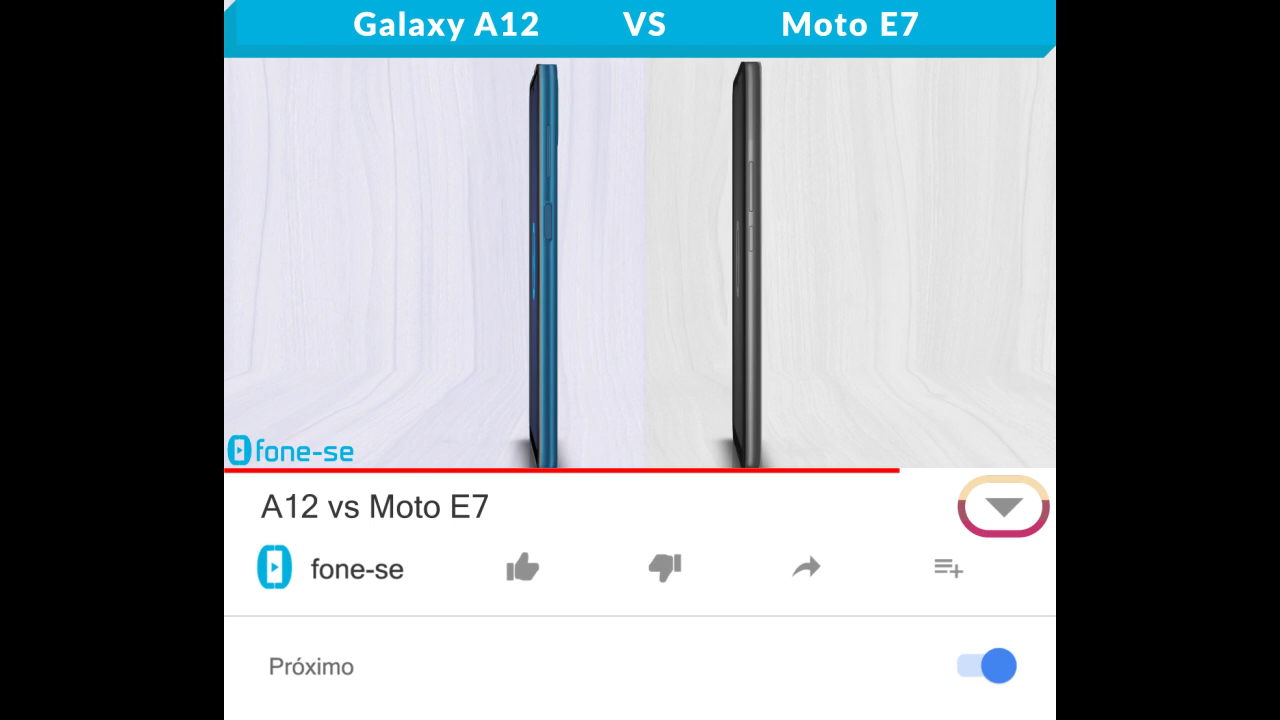 Galaxy A12 VS Moto E7
fone-se
A12 vs Moto E7
fone-se
Próximo